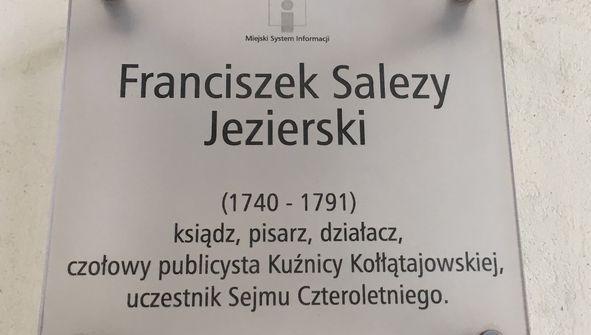 Miejski System Informacji
Franciszek Salezy
Jezierski
(1740 - 1791)
ksiądz, pisarz, działacz,
czołowy publicysta Kuźnicy Kołłątajowskiej,
uczestnik Sejmu Czteroletniego.